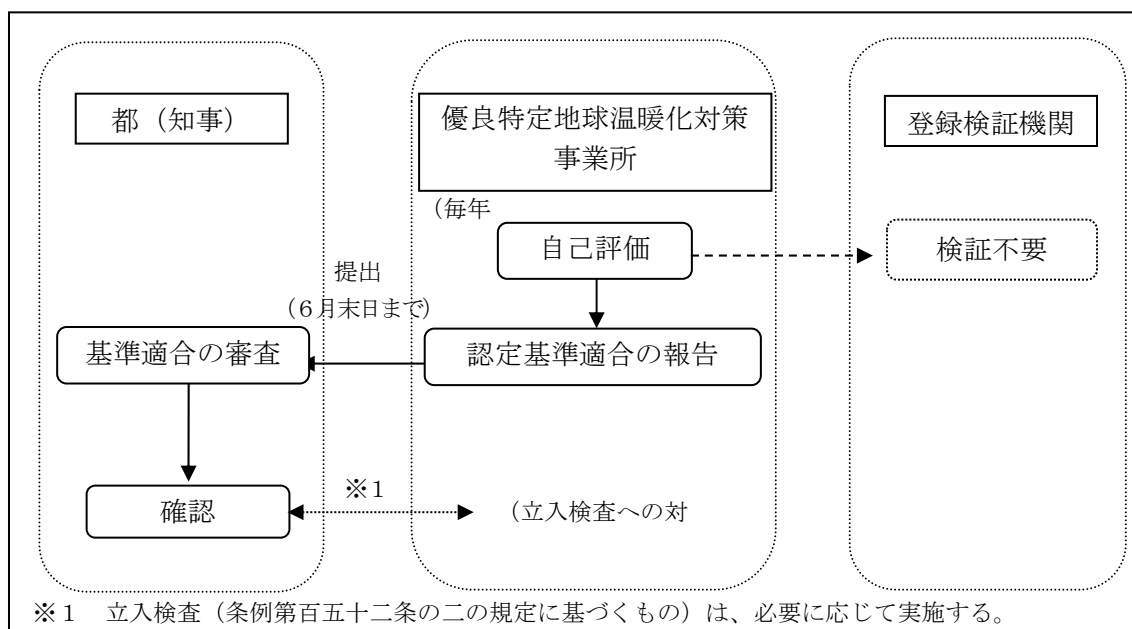 都（知事）
優良特定地球温暖化対策
事業所
登録検証機関
（毎年
自己評価
検証不要
提出
（６月末日まで）
基準適合の審査
認定基準適合の報告
確認
※１
（立入検査への対
※１　立入検査（条例第百五十二条の二の規定に基づくもの）は、必要に応じて実施する。